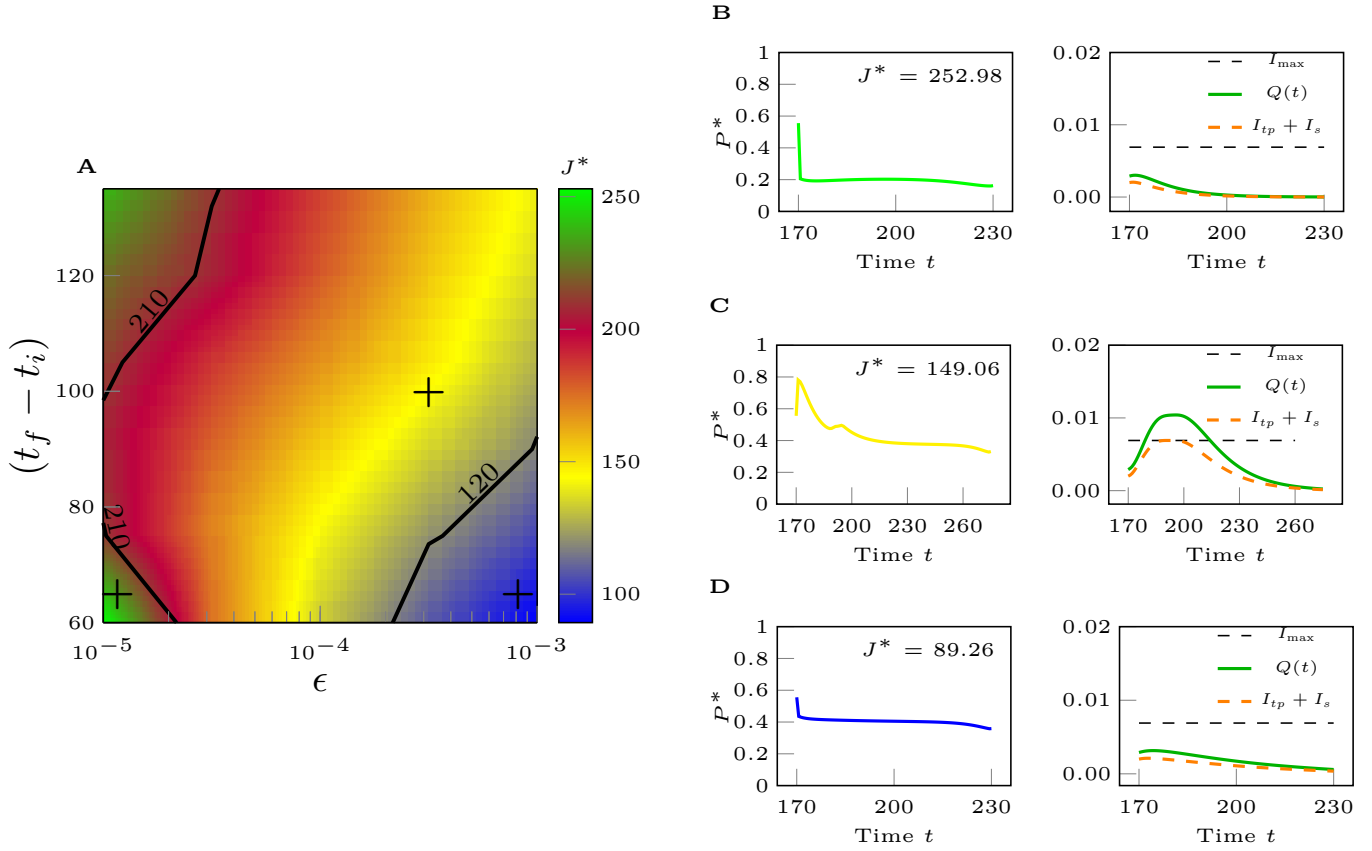 A
J*
250
200
150
100
120
100
80
60
(t_f − t_i)
10^−5
10^−4
10^−3
ϵ
210
210
120
B
1
0.8
0.6
0.4
0.2
0
P*
J* = 252.98
170
200
230
Time t
0.02
0.01
0.00
I_max
Q(t)
I_tp + I_s
170
200
230
Time t
C
1
0.8
0.6
0.4
0.2
0
P*
J* = 149.06
170
200
230
260
Time t
0.02
0.01
0.00
I_max
Q(t)
I_tp + I_s
170
200
230
260
Time t
D
1
0.8
0.6
0.4
0.2
0
P*
J* = 89.26
170
200
230
Time t
0.02
0.01
0.00
I_max
Q(t)
I_tp + I_s
170
200
230
Time t